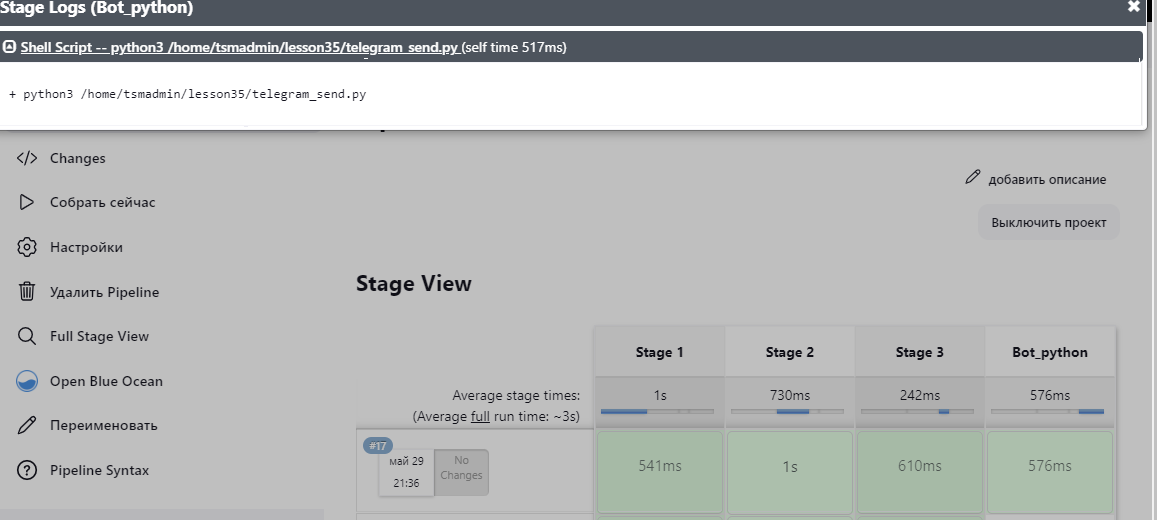 Stage Logs (Bot_python)
Shell Script -- python3 /home/tsmadmin/lesson35/telegram_send.py (self time 517ms)
+ python3 /home/tsmadmin/lesson35/telegram_send.py
Changes
Собрать сейчас
Настройки
Удалить Pipeline
Full Stage View
Open Blue Ocean
Переименовать
Pipeline Syntax
добавить описание
Выключить проект
Stage View
Stage 1 Stage 2 Stage 3 Bot_python
Average stage times: 1s 730ms 242ms 576ms
(Average full run time: ~3s)
#17
май 29
21:36
No
Changes
541ms 1s 610ms 576ms